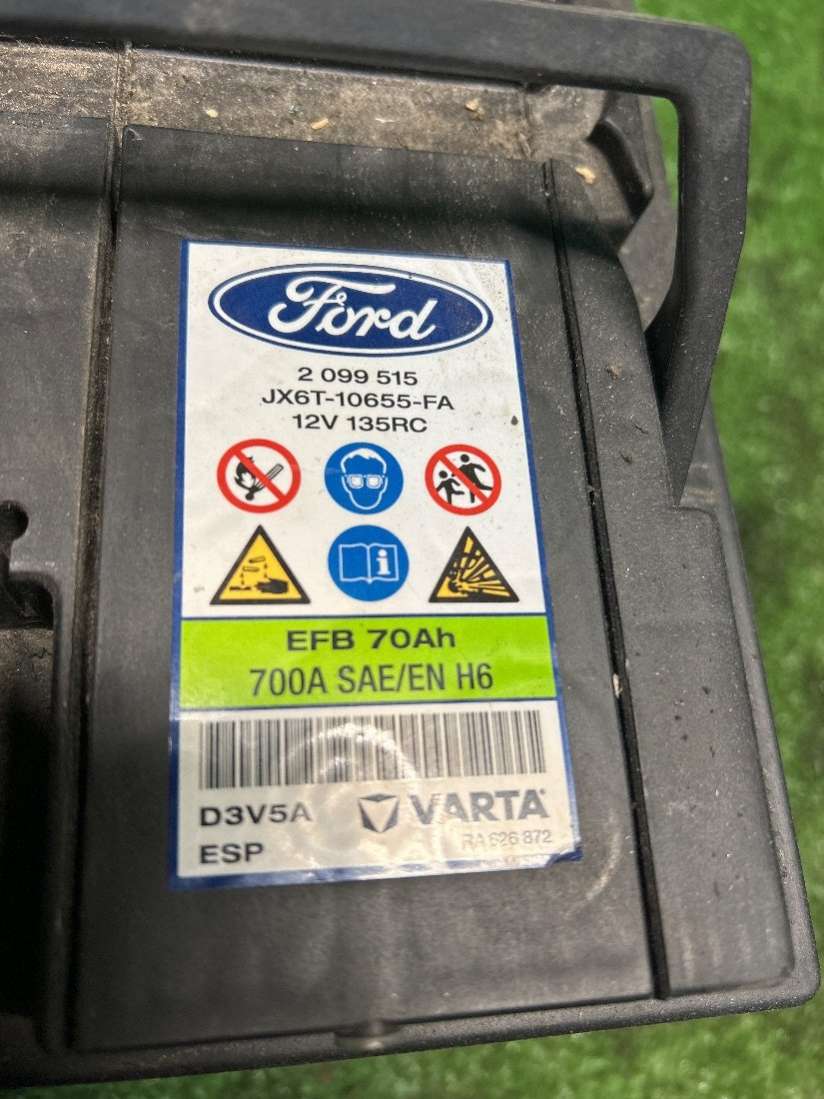 Ford
2 099 515
JX6T-10655-FA
12V 135RC
EFB 70Ah
700A SAE/EN H6
D3V5A
VARTA
ESP
RA 626 872